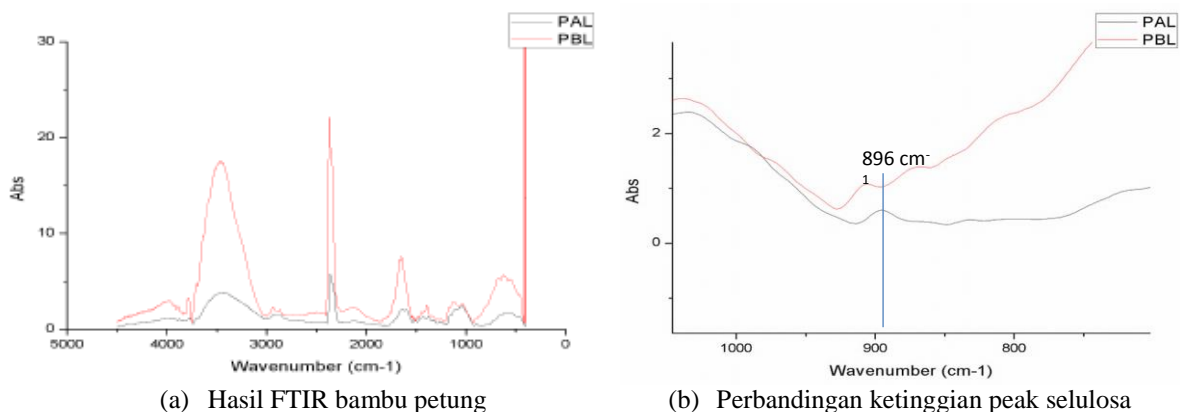 PAL
PBL
30
20
10
0
Abs
5000 4000 3000 2000 1000 0
Wavenumber (cm-1)
(a) Hasil FTIR bambu petung
PAL
PBL
2
0
Abs
896 cm-
1
1000 900 800
Wavenumber (cm-1)
(b) Perbandingan ketinggian peak selulosa